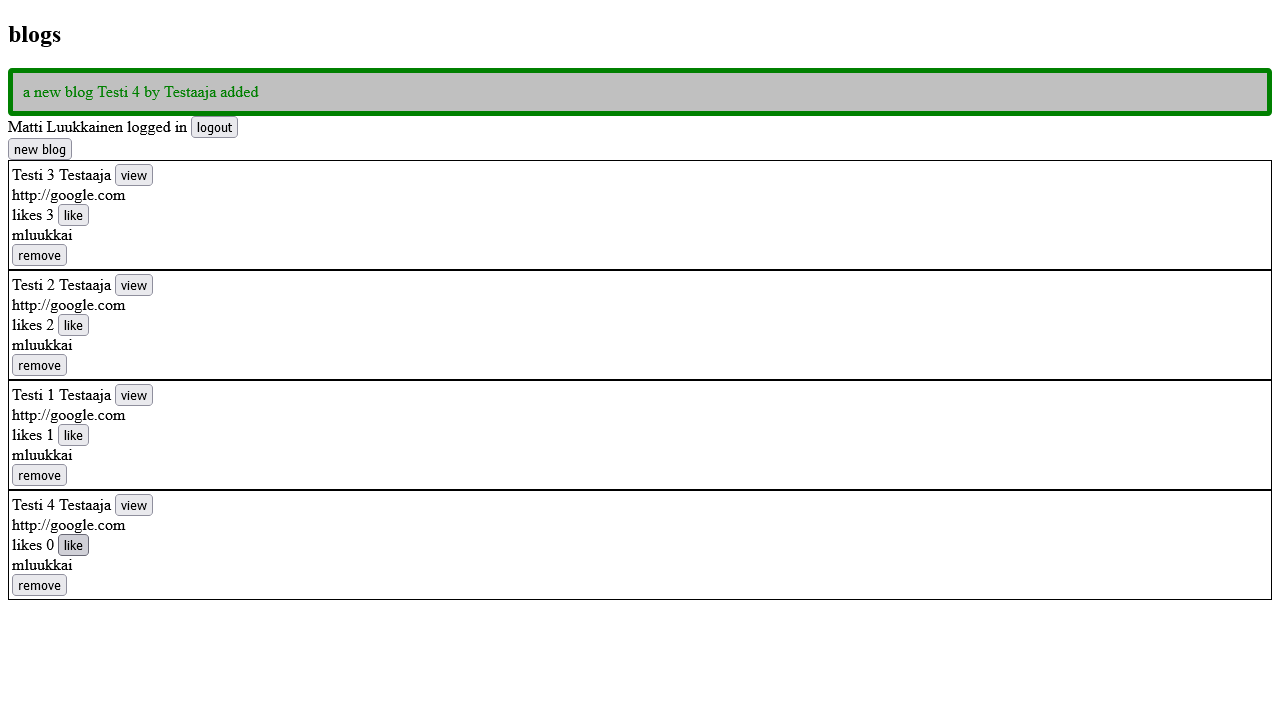 blogs
a new blog Testi 4 by Testaaja added
Matti Luukkainen logged in logout
new blog
Testi 3 Testaaja view
http://google.com
likes 3 like
mluukkai
remove
Testi 2 Testaaja view
http://google.com
likes 2 like
mluukkai
remove
Testi 1 Testaaja view
http://google.com
likes 1 like
mluukkai
remove
Testi 4 Testaaja view
http://google.com
likes 0 like
mluukkai
remove